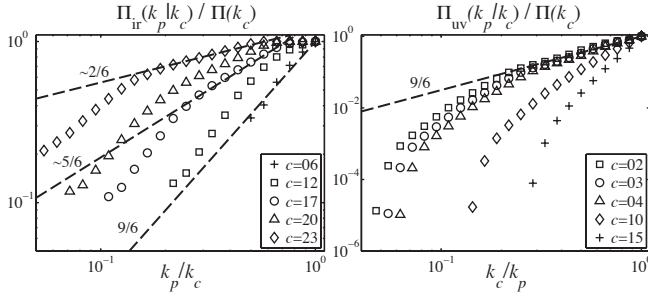 Π_ir(k_p|k_c) / Π(k_c)
10^0
10^-1
~2/6
~5/6
9/6
+ c=06
□ c=12
○ c=17
△ c=20
◇ c=23
10^-1
10^0
k_p/k_c
Π_uv(k_p|k_c) / Π(k_c)
10^0
10^-2
10^-4
10^-6
9/6
□ c=02
○ c=03
△ c=04
◇ c=10
+ c=15
10^-1
10^0
k_c/k_p